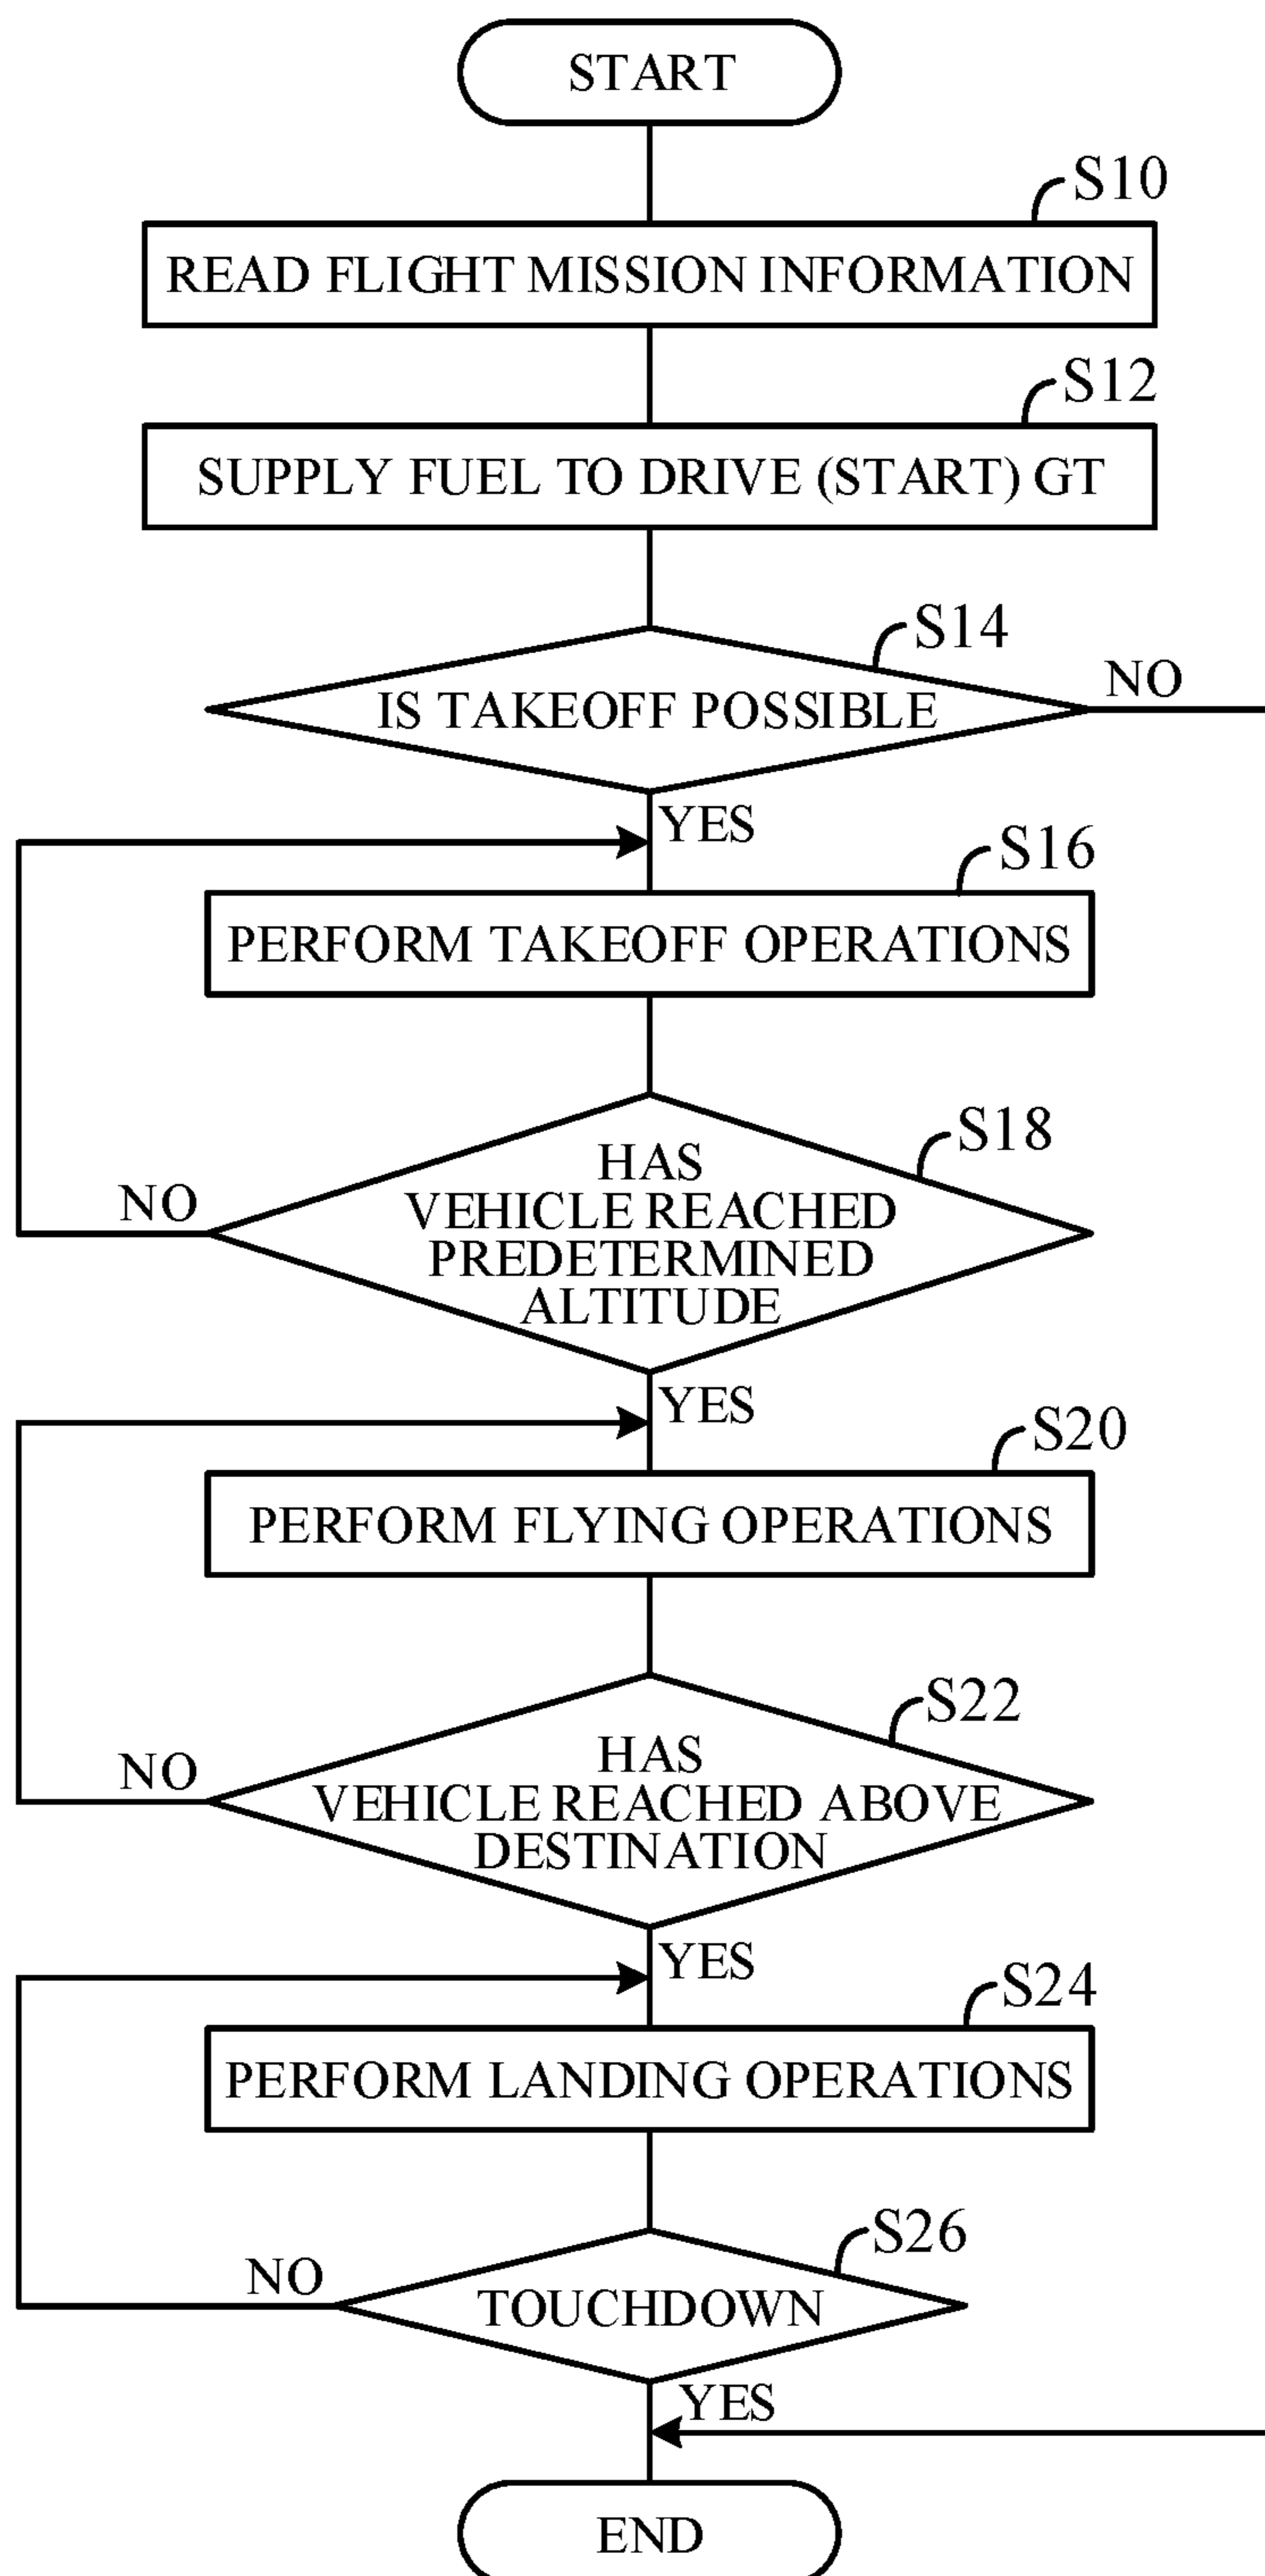 START
S10
READ FLIGHT MISSION INFORMATION
S12
SUPPLY FUEL TO DRIVE (START) GT
S14
IS TAKEOFF POSSIBLE
NO
YES
S16
PERFORM TAKEOFF OPERATIONS
S18
HAS
VEHICLE REACHED
PREDETERMINED
ALTITUDE
NO
YES
S20
PERFORM FLYING OPERATIONS
S22
HAS
VEHICLE REACHED ABOVE
DESTINATION
NO
YES
S24
PERFORM LANDING OPERATIONS
S26
TOUCHDOWN
NO
YES
END